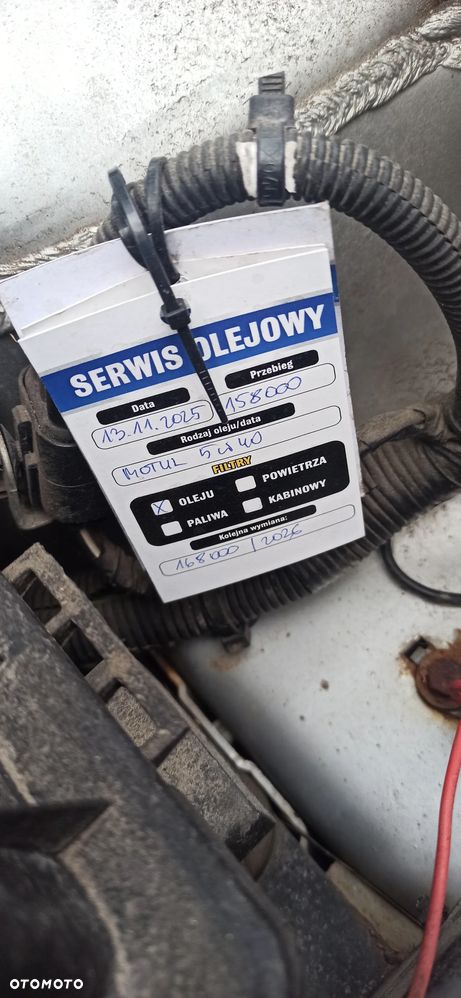 SERWIS OLEJOWY
Data Przebieg
13.11.2025 158000
Rodzaj oleju/data
MOTUL 5W40
FILTRY
X OLEJU POWIETRZA
PALIWA KABINOWY
Kolejna wymiana:
168000 / 2026
OTOMOTO